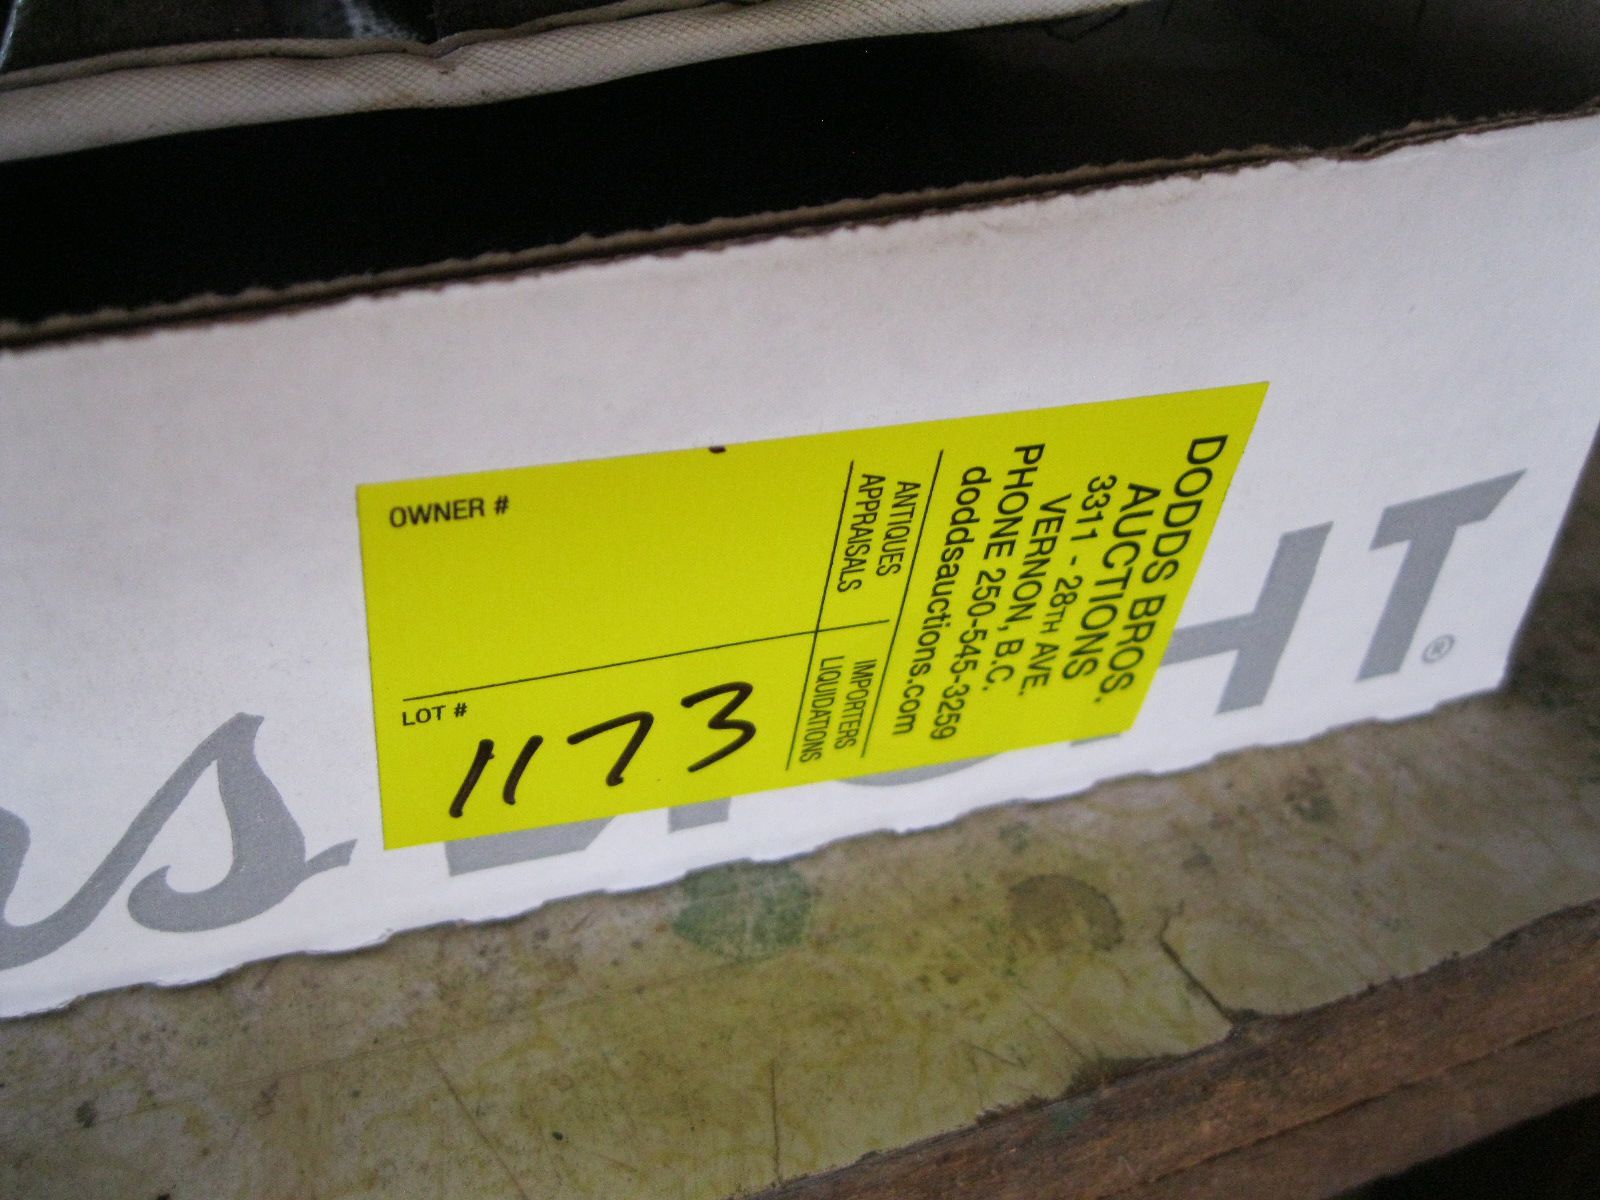 DODDS BROS.
AUCTIONS
3311 - 28TH AVE.
VERNON, B.C.
PHONE 250-545-3259
doddsauctions.com
ANTIQUES
APPRAISALS
IMPORTERS
LIQUIDATIONS
OWNER #
LOT #
1173
®